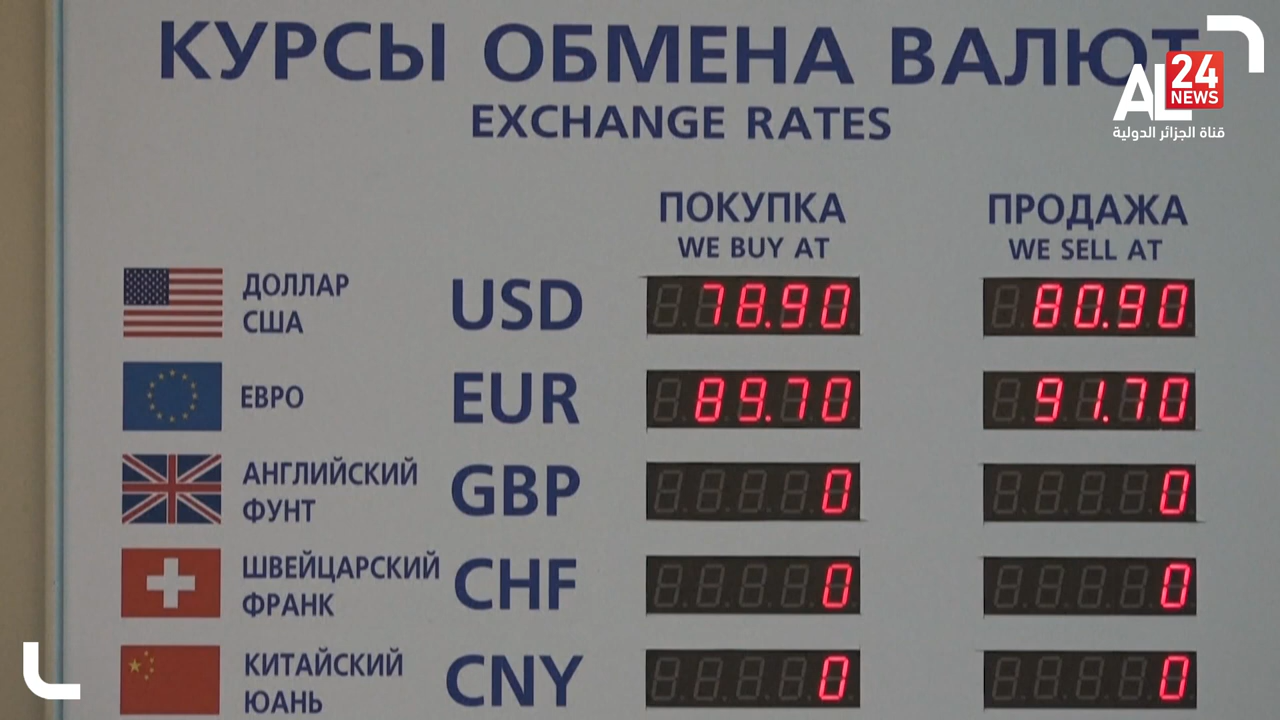 КУРСЫ ОБМЕНА ВАЛЮТ
EXCHANGE RATES
AL 24 NEWS
قناة الجزائر الدولية
ПОКУПКА ПРОДАЖА
WE BUY AT WE SELL AT
ДОЛЛАР США USD 78.90 80.90
ЕВРО EUR 89.70 91.70
АНГЛИЙСКИЙ ФУНТ GBP 0 0
ШВЕЙЦАРСКИЙ ФРАНК CHF 0 0
КИТАЙСКИЙ ЮАНЬ CNY 0 0